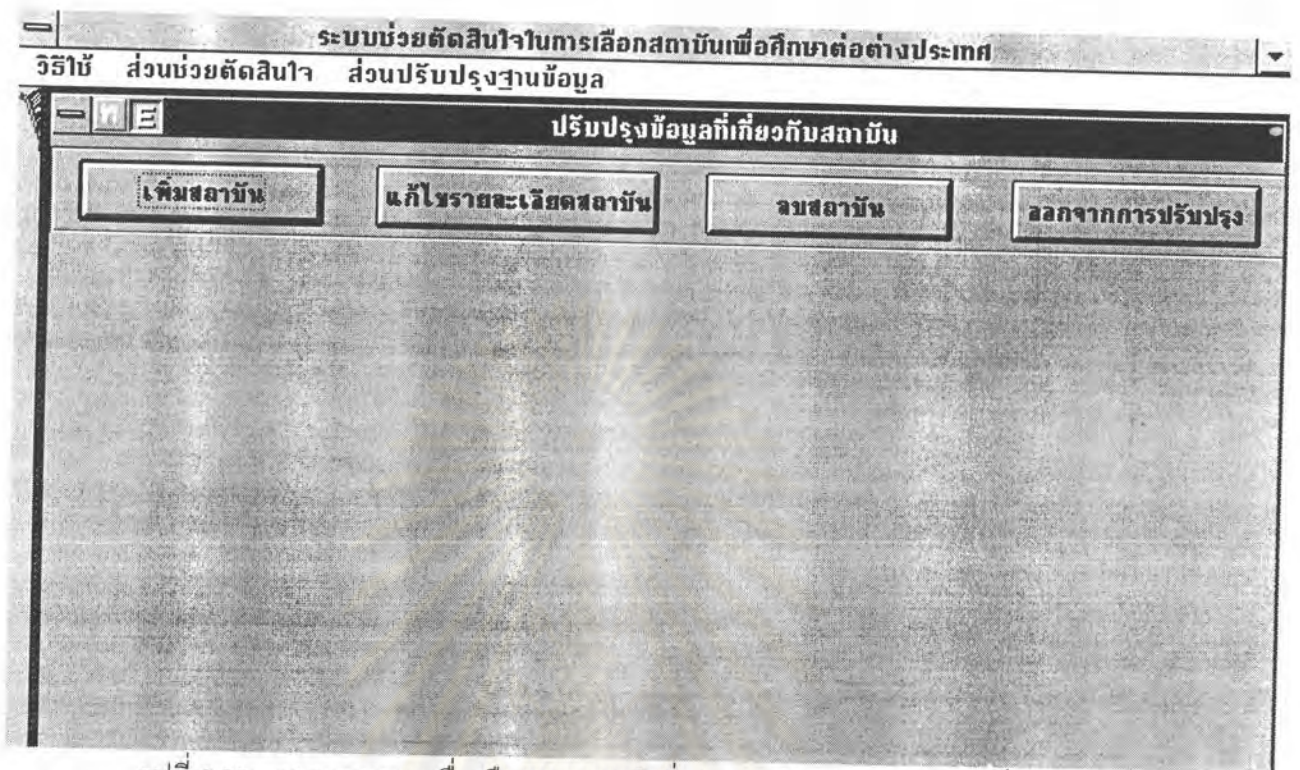 ระบบช่วยตัดสินใจในการเลือกสถาบันเพื่อศึกษาต่อต่างประเทศ
วิธีใช้ ส่วนช่วยตัดสินใจ ส่วนปรับปรุงฐานข้อมูล
ท E ปรับปรุงข้อมูลที่เกี่ยวกับสถาบัน
เพิ่มสถาบัน แก้ไขรายละเอียดสถาบัน ลบสถาบัน ออกจากการปรับปรุง